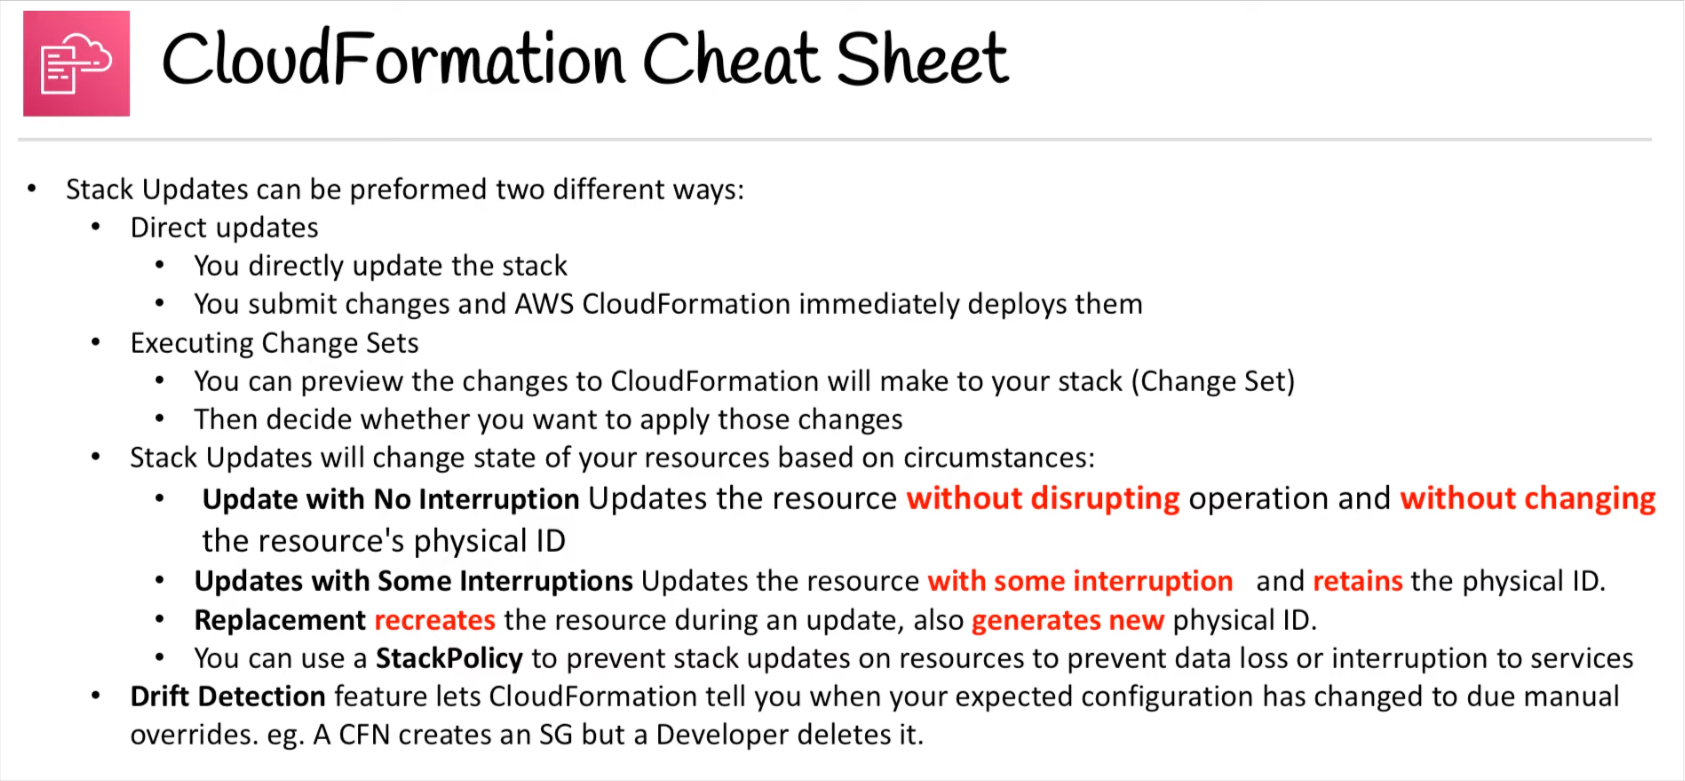 CloudFormation Cheat Sheet
• Stack Updates can be preformed two different ways:
• Direct updates
• You directly update the stack
• You submit changes and AWS CloudFormation immediately deploys them
• Executing Change Sets
• You can preview the changes to CloudFormation will make to your stack (Change Set)
• Then decide whether you want to apply those changes
• Stack Updates will change state of your resources based on circumstances:
• Update with No Interruption Updates the resource without disrupting operation and without changing
the resource's physical ID
• Updates with Some Interruptions Updates the resource with some interruption and retains the physical ID.
• Replacement recreates the resource during an update, also generates new physical ID.
• You can use a StackPolicy to prevent stack updates on resources to prevent data loss or interruption to services
• Drift Detection feature lets CloudFormation tell you when your expected configuration has changed to due manual
overrides. eg. A CFN creates an SG but a Developer deletes it.